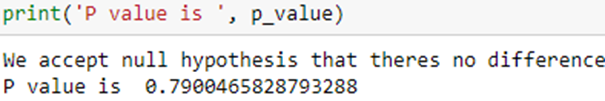 print('P value is ', p_value)
We accept null hypothesis that theres no difference
P value is  0.7900465828793288